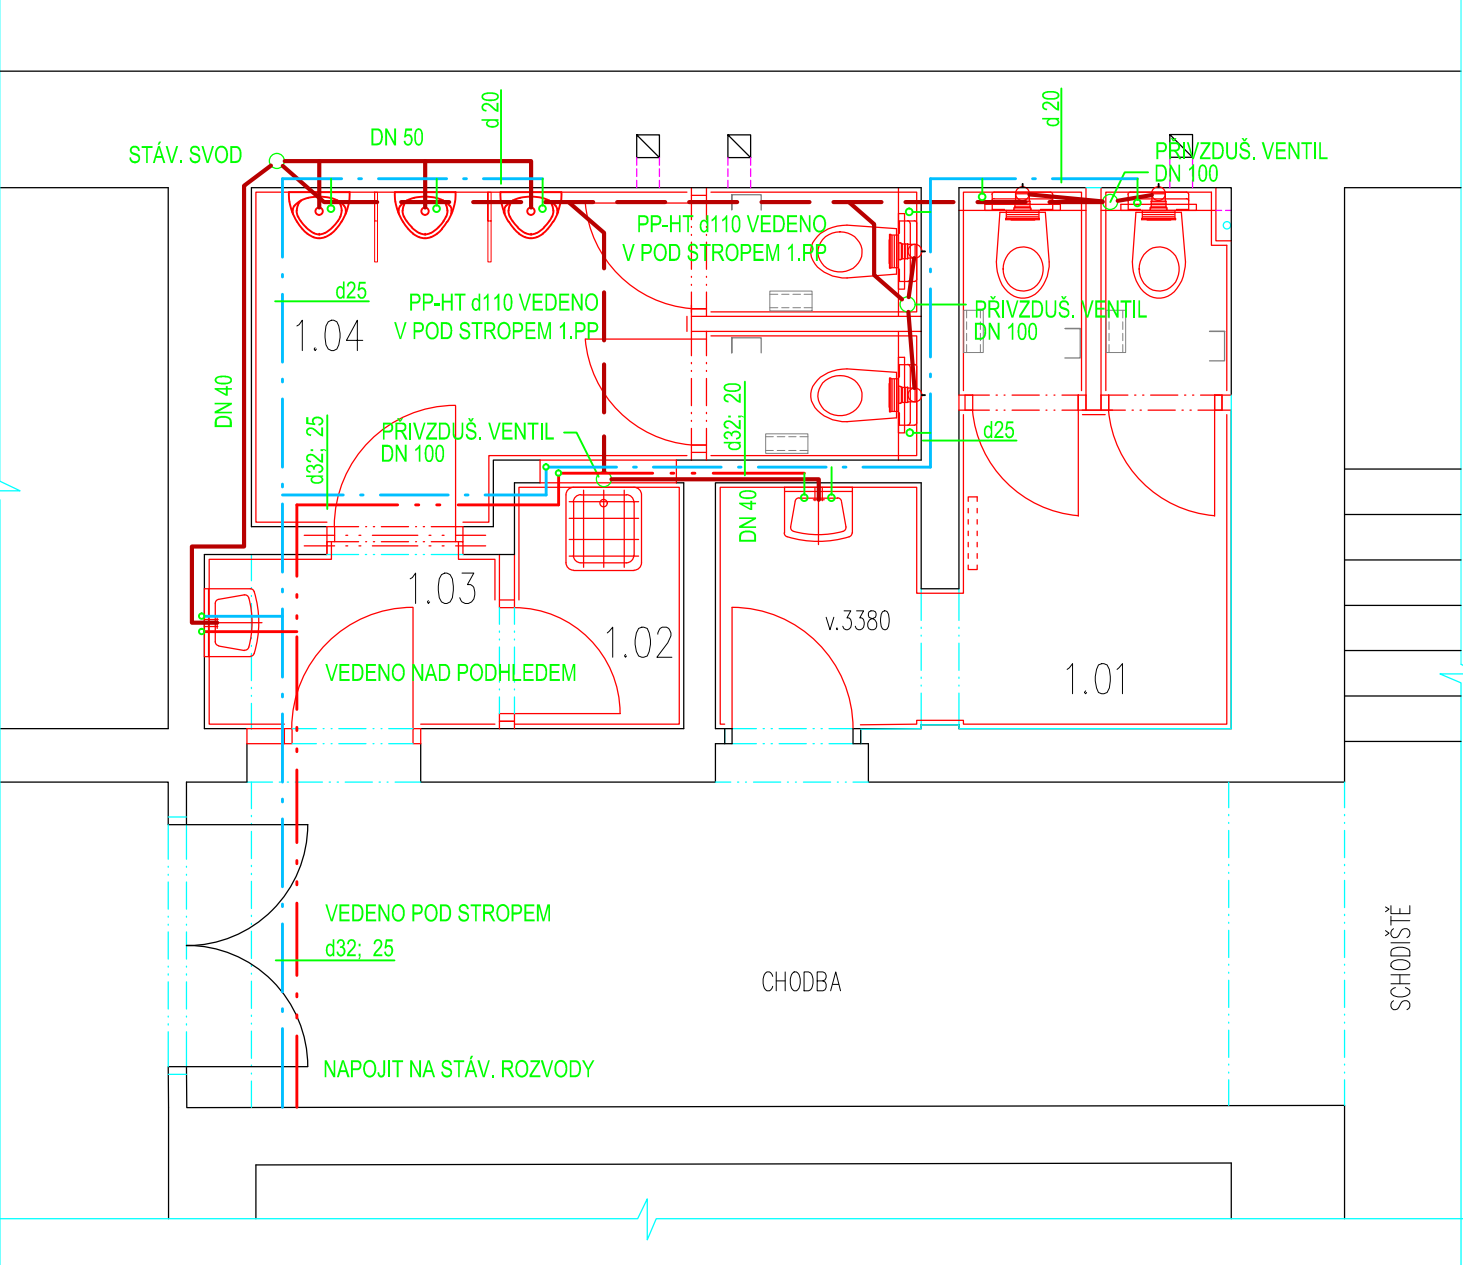 d 20
d 20
STÁV. SVOD
DN 50
PŘIVZDUŠ. VENTIL
DN 100
PP-HT d110 VEDENO
V POD STROPEM 1.PP
d25
PP-HT d110 VEDENO
V POD STROPEM 1.PP
PŘIVZDUŠ. VENTIL
DN 100
1.04
DN 40
d32; 25
PŘIVZDUŠ. VENTIL
DN 100
d32; 20
d25
DN 40
1.03
1.02
v.3380
1.01
VEDENO NAD PODHLEDEM
VEDENO POD STROPEM
d32; 25
CHODBA
SCHODIŠTĚ
NAPOJIT NA STÁV. ROZVODY